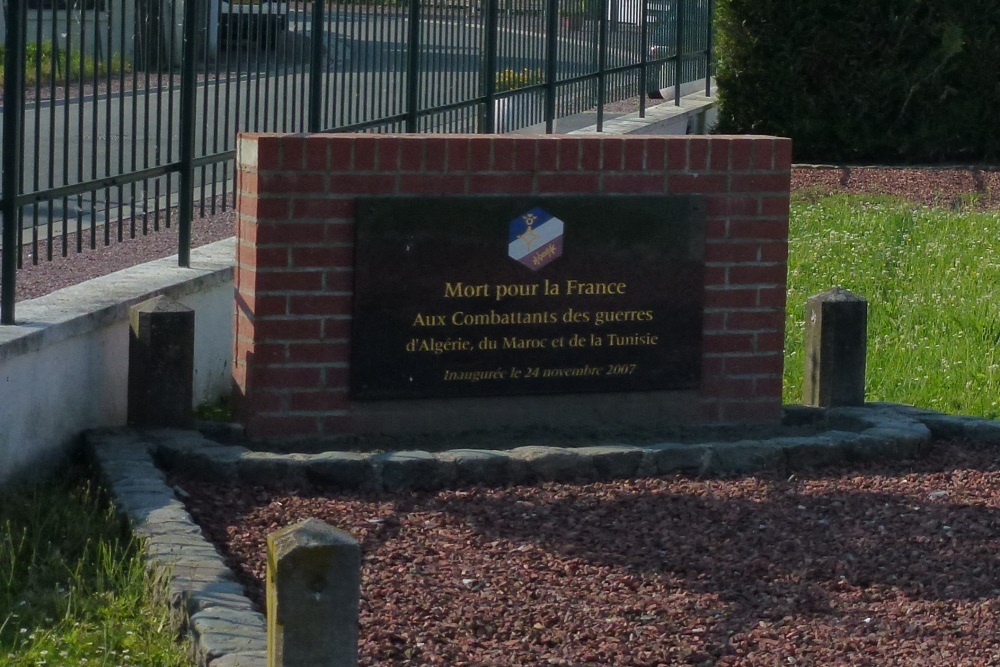 Mort pour la France
Aux Combattants des guerres
d'Algérie, du Maroc et de la Tunisie
Inaugurée le 24 novembre 2007